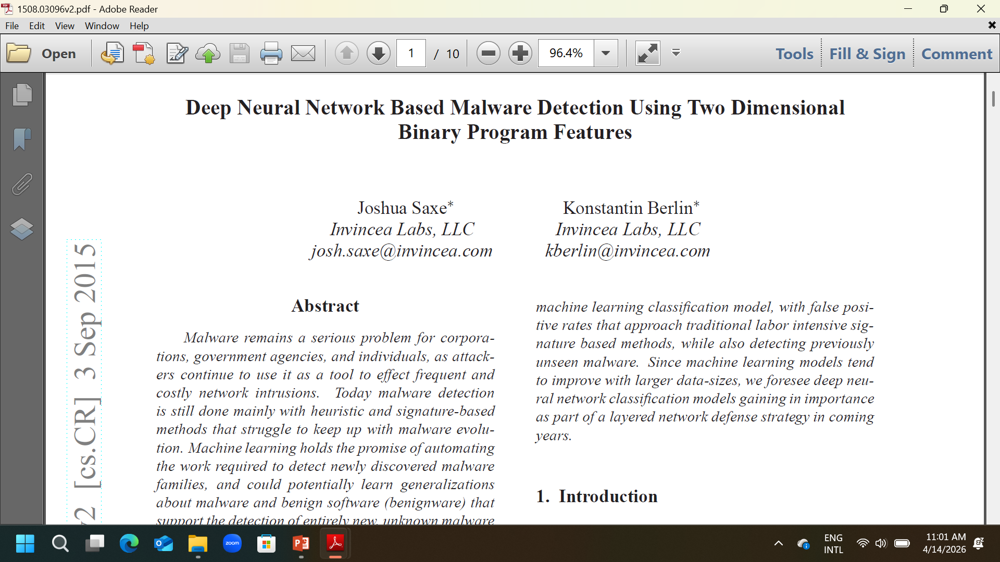 1508.03096v2.pdf - Adobe Reader
File Edit View Window Help
Open 1 / 10 96.4% Tools Fill & Sign Comment
Deep Neural Network Based Malware Detection Using Two Dimensional
Binary Program Features
Joshua Saxe*
Invincea Labs, LLC
josh.saxe@invincea.com
Konstantin Berlin*
Invincea Labs, LLC
kberlin@invincea.com
v2 [cs.CR] 3 Sep 2015
Abstract
Malware remains a serious problem for corpora-
tions, government agencies, and individuals, as attack-
ers continue to use it as a tool to effect frequent and
costly network intrusions. Today malware detection
is still done mainly with heuristic and signature-based
methods that struggle to keep up with malware evolu-
tion. Machine learning holds the promise of automating
the work required to detect newly discovered malware
families, and could potentially learn generalizations
about malware and benign software (benignware) that
support the detection of entirely new, unknown malware
machine learning classification model, with false posi-
tive rates that approach traditional labor intensive sig-
nature based methods, while also detecting previously
unseen malware. Since machine learning models tend
to improve with larger data-sizes, we foresee deep neu-
ral network classification models gaining in importance
as part of a layered network defense strategy in coming
years.
1. Introduction
zoom
ENG
INTL
11:01 AM
4/14/2026